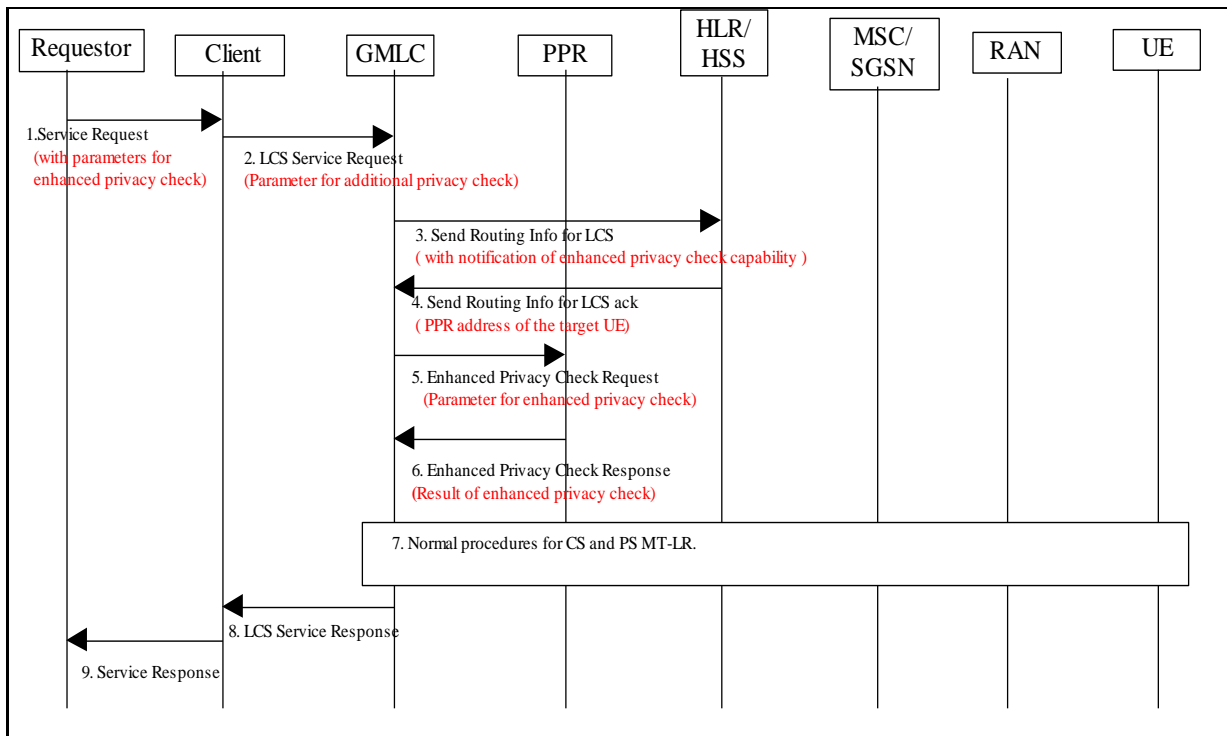 Requestor
Client
GMLC
PPR
HLR/
HSS
MSC/
SGSN
RAN
UE
1.Service Request
(with parameters for
enhanced privacy check)
2. LCS Service Request
(Parameter for additional privacy check)
3. Send Routing Info for LCS
( with notification of enhanced privacy check capability )
4. Send Routing Info for LCS ack
( PPR address of the target UE)
5. Enhanced Privacy Check Request
(Parameter for enhanced privacy check)
6. Enhanced Privacy Check Response
(Result of enhanced privacy check)
7. Normal procedures for CS and PS MT-LR.
8. LCS Service Response
9. Service Response